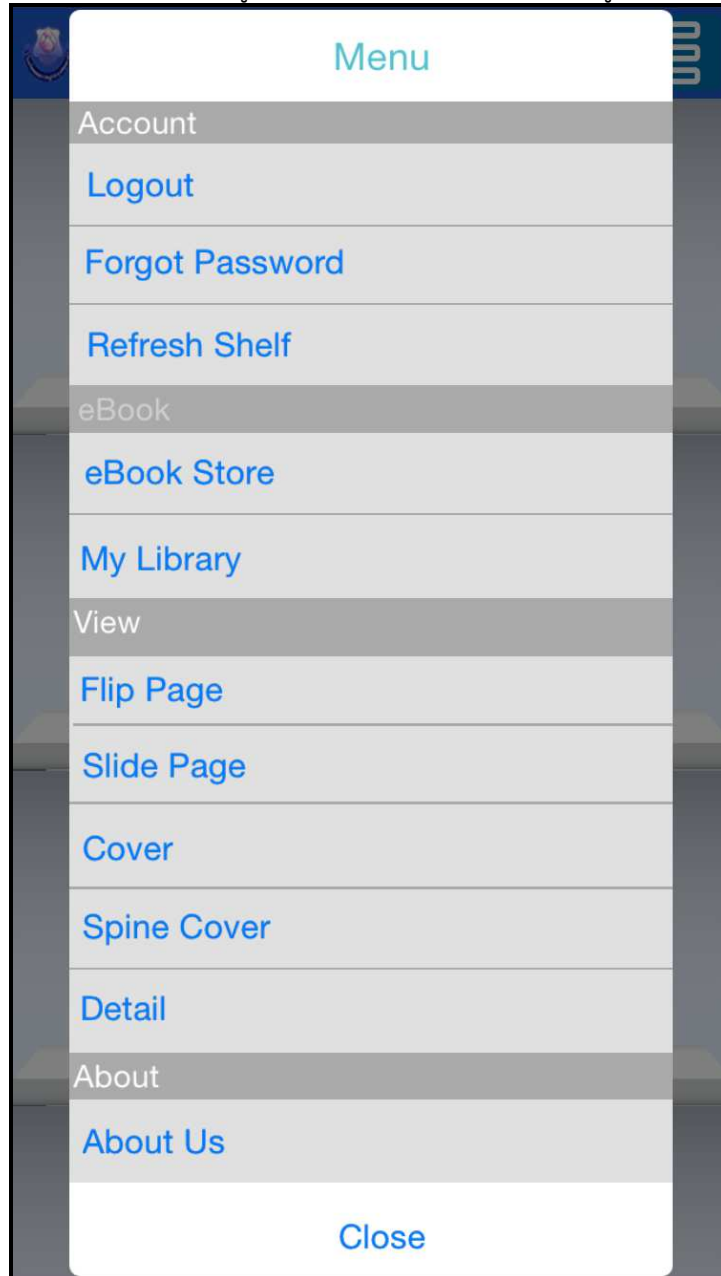 Menu
Account
Logout
Forgot Password
Refresh Shelf
eBook
eBook Store
My Library
View
Flip Page
Slide Page
Cover
Spine Cover
Detail
About
About Us
Close